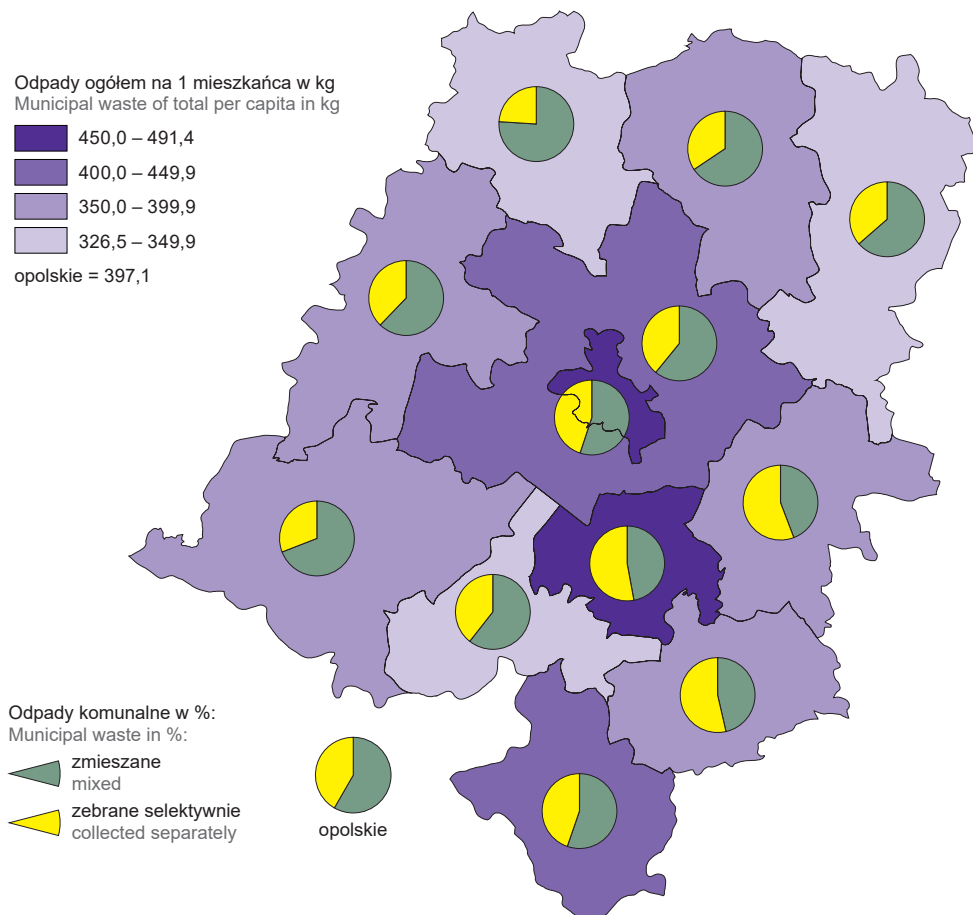 Odpady ogółem na 1 mieszkańca w kg
Municipal waste of total per capita in kg
450,0 – 491,4
400,0 – 449,9
350,0 – 399,9
326,5 – 349,9
opolskie = 397,1
Odpady komunalne w %:
Municipal waste in %:
zmieszane
mixed
zebrane selektywnie
collected separately
opolskie